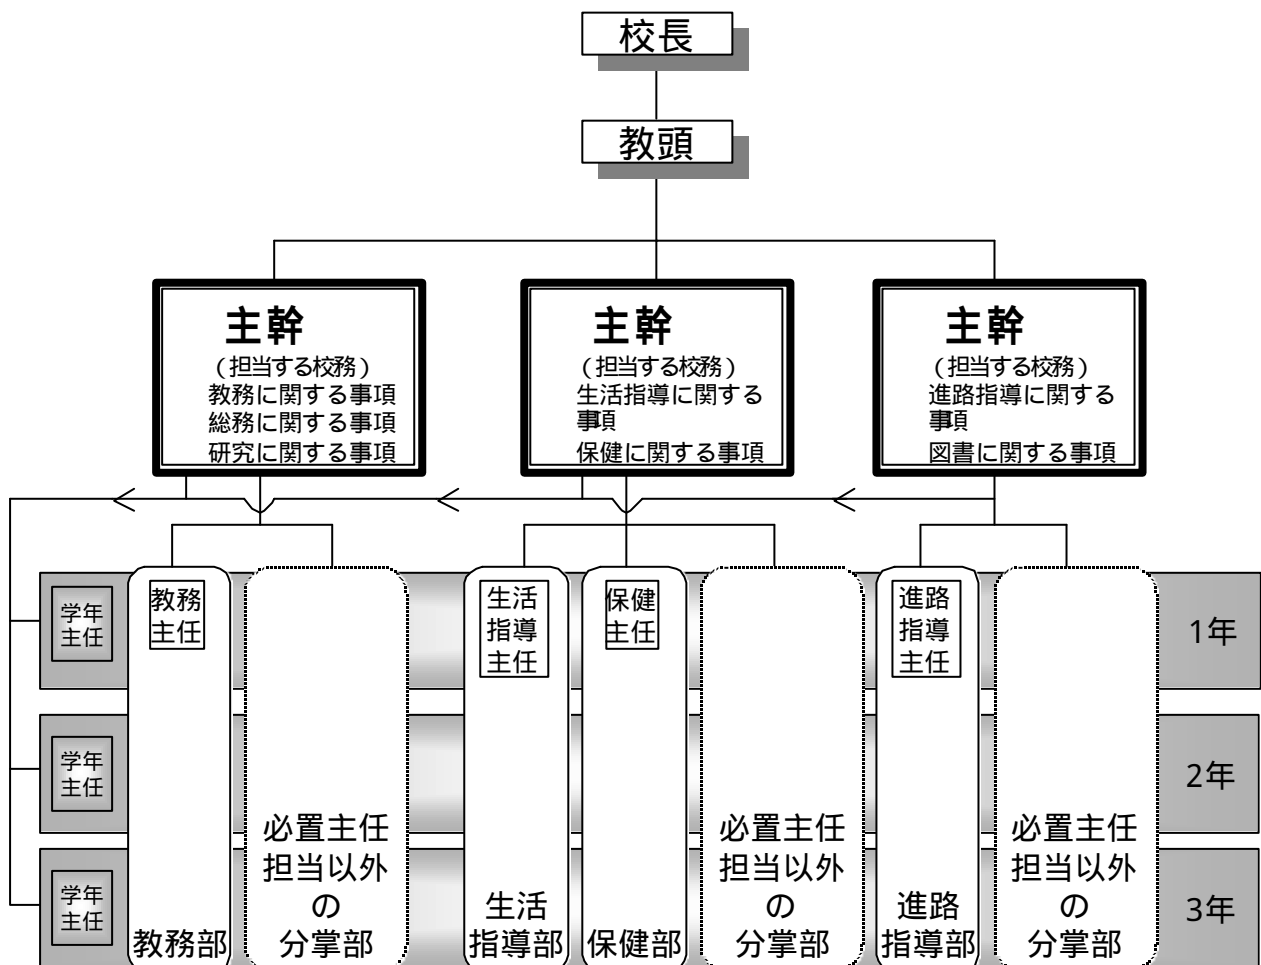 校長
教頭
主幹
（担当する校務）
教務に関する事項
総務に関する事項
研究に関する事項
主幹
（担当する校務）
生活指導に関する
事項
保健に関する事項
主幹
（担当する校務）
進路指導に関する
事項
図書に関する事項
学年
主任
教務
主任
生活
指導
主任
保健
主任
進路
指導
主任
1年
学年
主任
2年
学年
主任
3年
教務部
必置主任
担当以外
の
分掌部
生活
指導部
保健部
必置主任
担当以外
の
分掌部
進路
指導部
必置主任
担当以外
の
分掌部